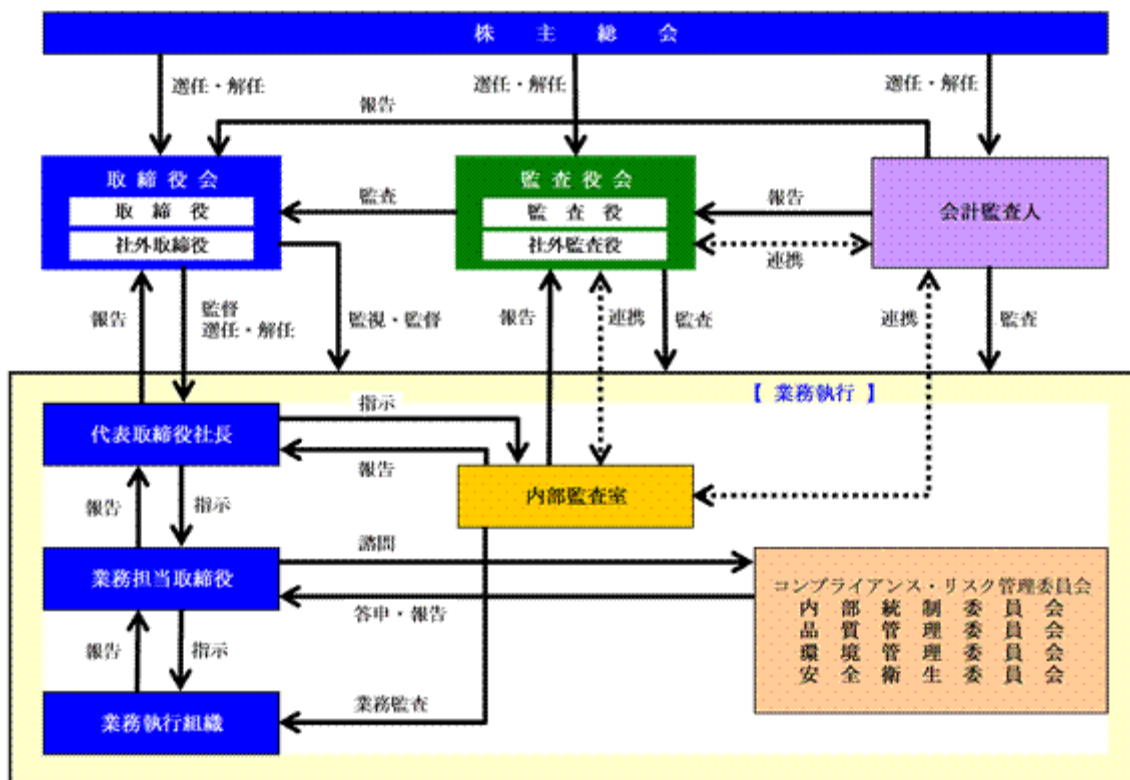 株主総会
選任・解任
選任・解任
選任・解任
報告
取締役会
取締役
社外取締役
監査
監査役会
監査役
社外監査役
報告
連携
会計監査人
報告
監督
選任・解任
監視・監督
報告
連携
監査
連携
監査
【 業務執行 】
代表取締役社長
指示
報告
内部監査室
報告
指示
業務担当取締役
諮問
答申・報告
コンプライアンス・リスク管理委員会
内部統制委員会
品質管理委員会
環境管理委員会
安全衛生委員会
報告
指示
業務執行組織
業務監査